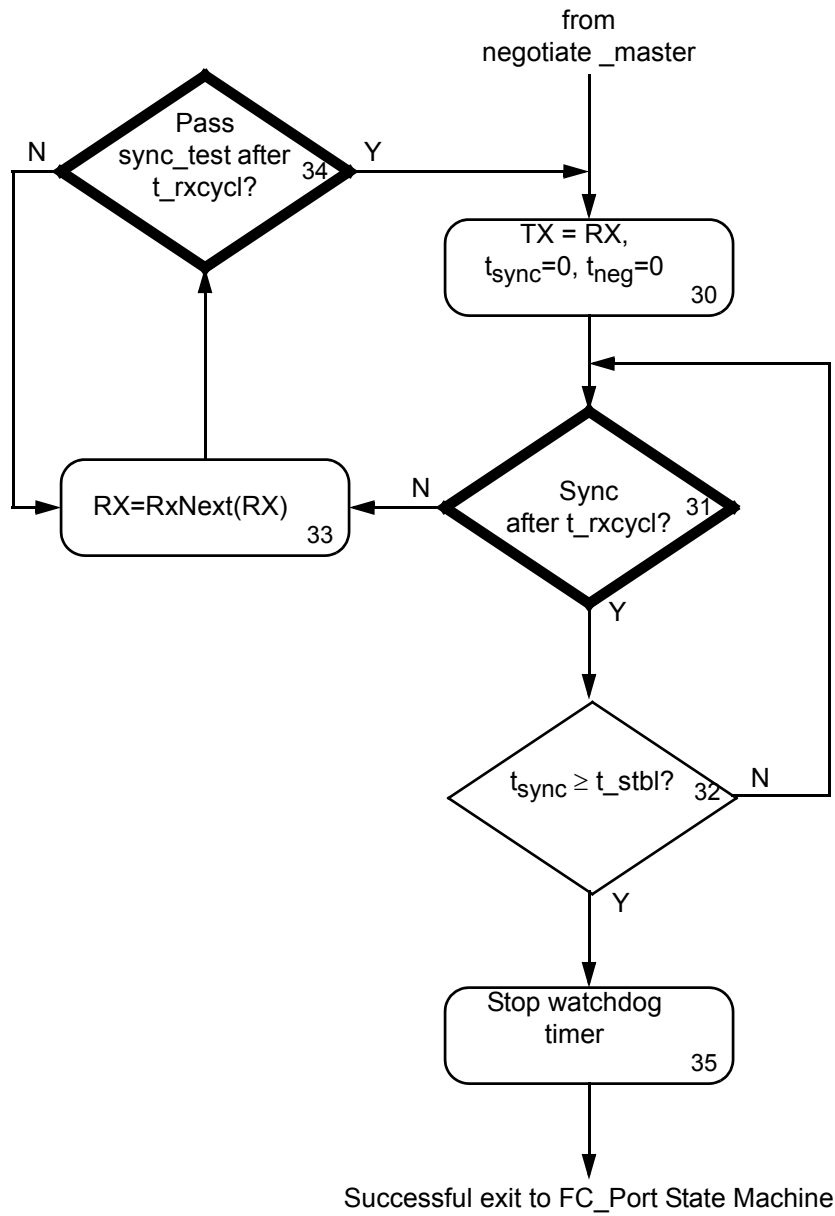 from
negotiate _master
Pass
sync_test after
t_rxcycl?
34
N
Y
TX = RX,
tsync=0, tneg=0
30
RX=RxNext(RX)
33
N
Sync
after t_rxcycl?
31
Y
tsync ≥ t_stbl?
32
N
Y
Stop watchdog
timer
35
Successful exit to FC_Port State Machine